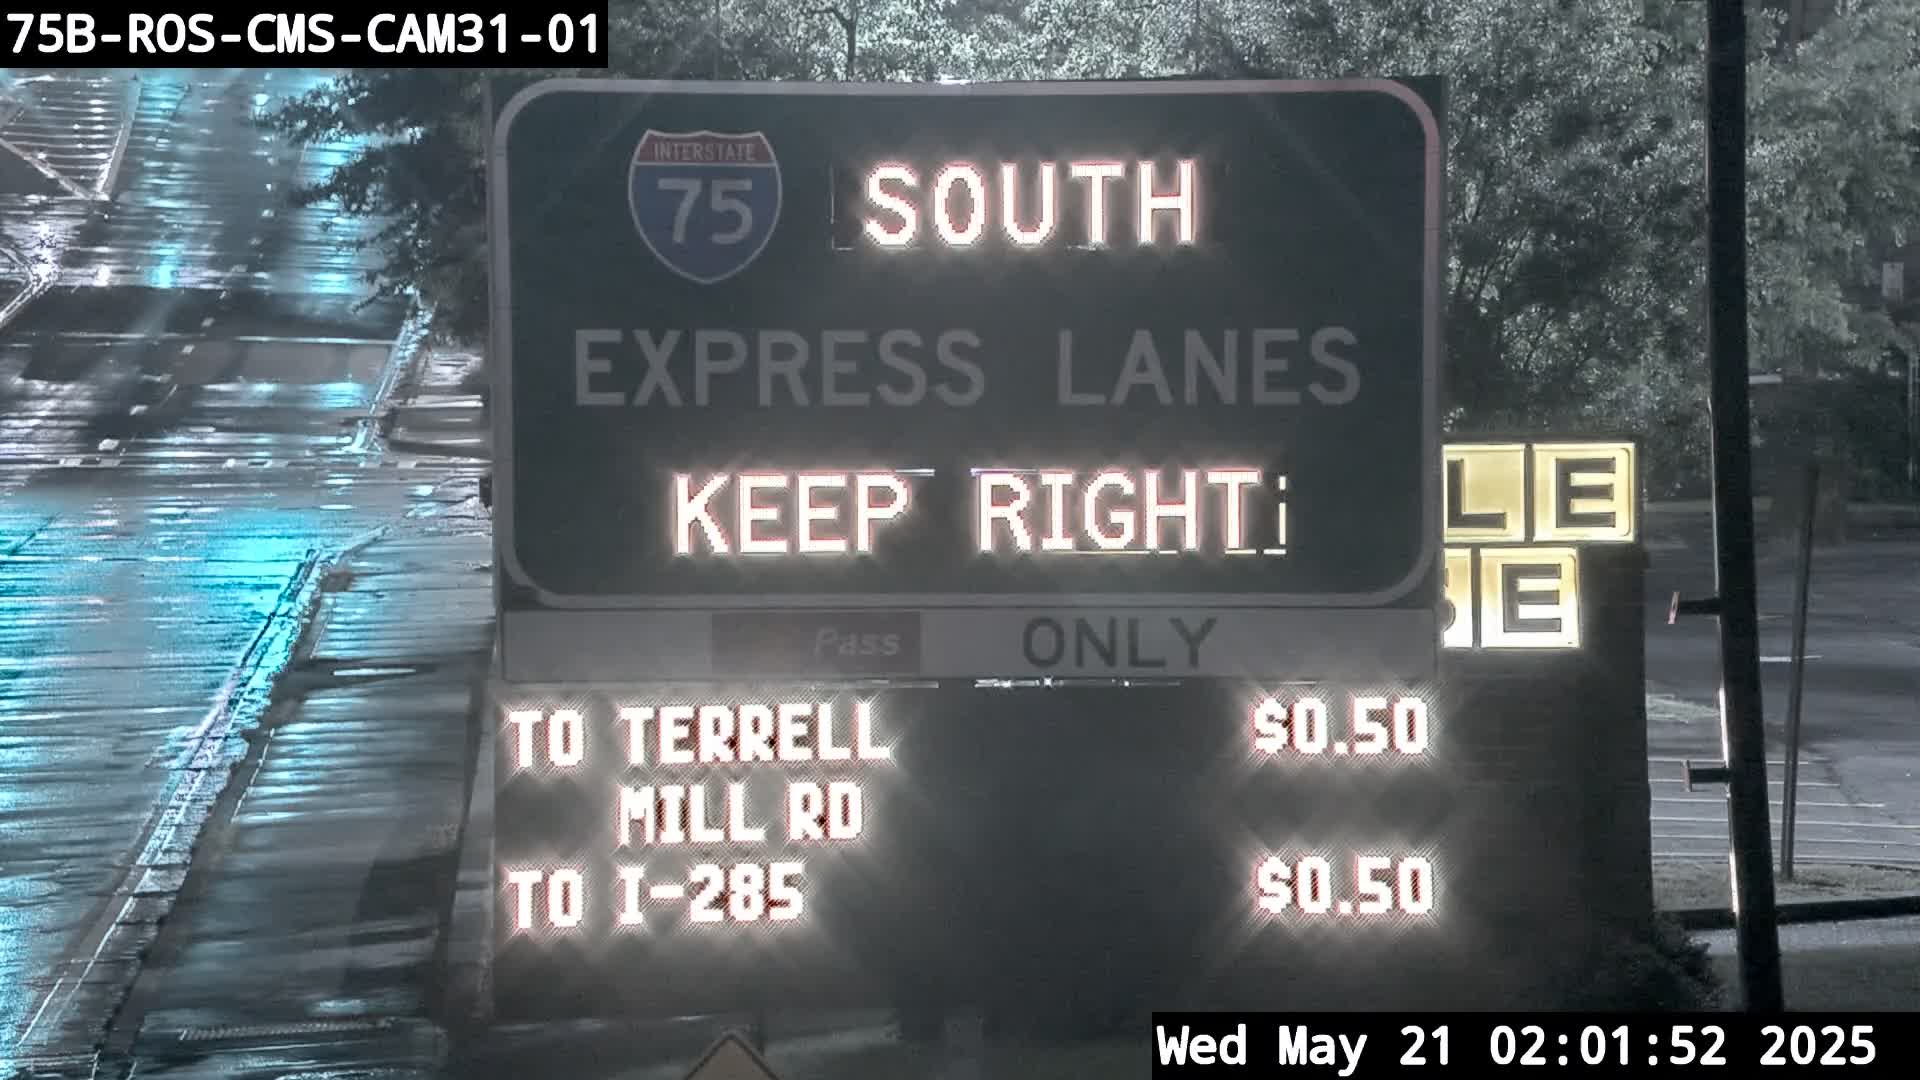 75B-ROS-CMS-CAM31-01
INTERSTATE
75
SOUTH
EXPRESS LANES
KEEP RIGHT
LE
E
Pass ONLY
TO TERRELL $0.50
MILL RD
TO I-285 $0.50
Wed May 21 02:01:52 2025